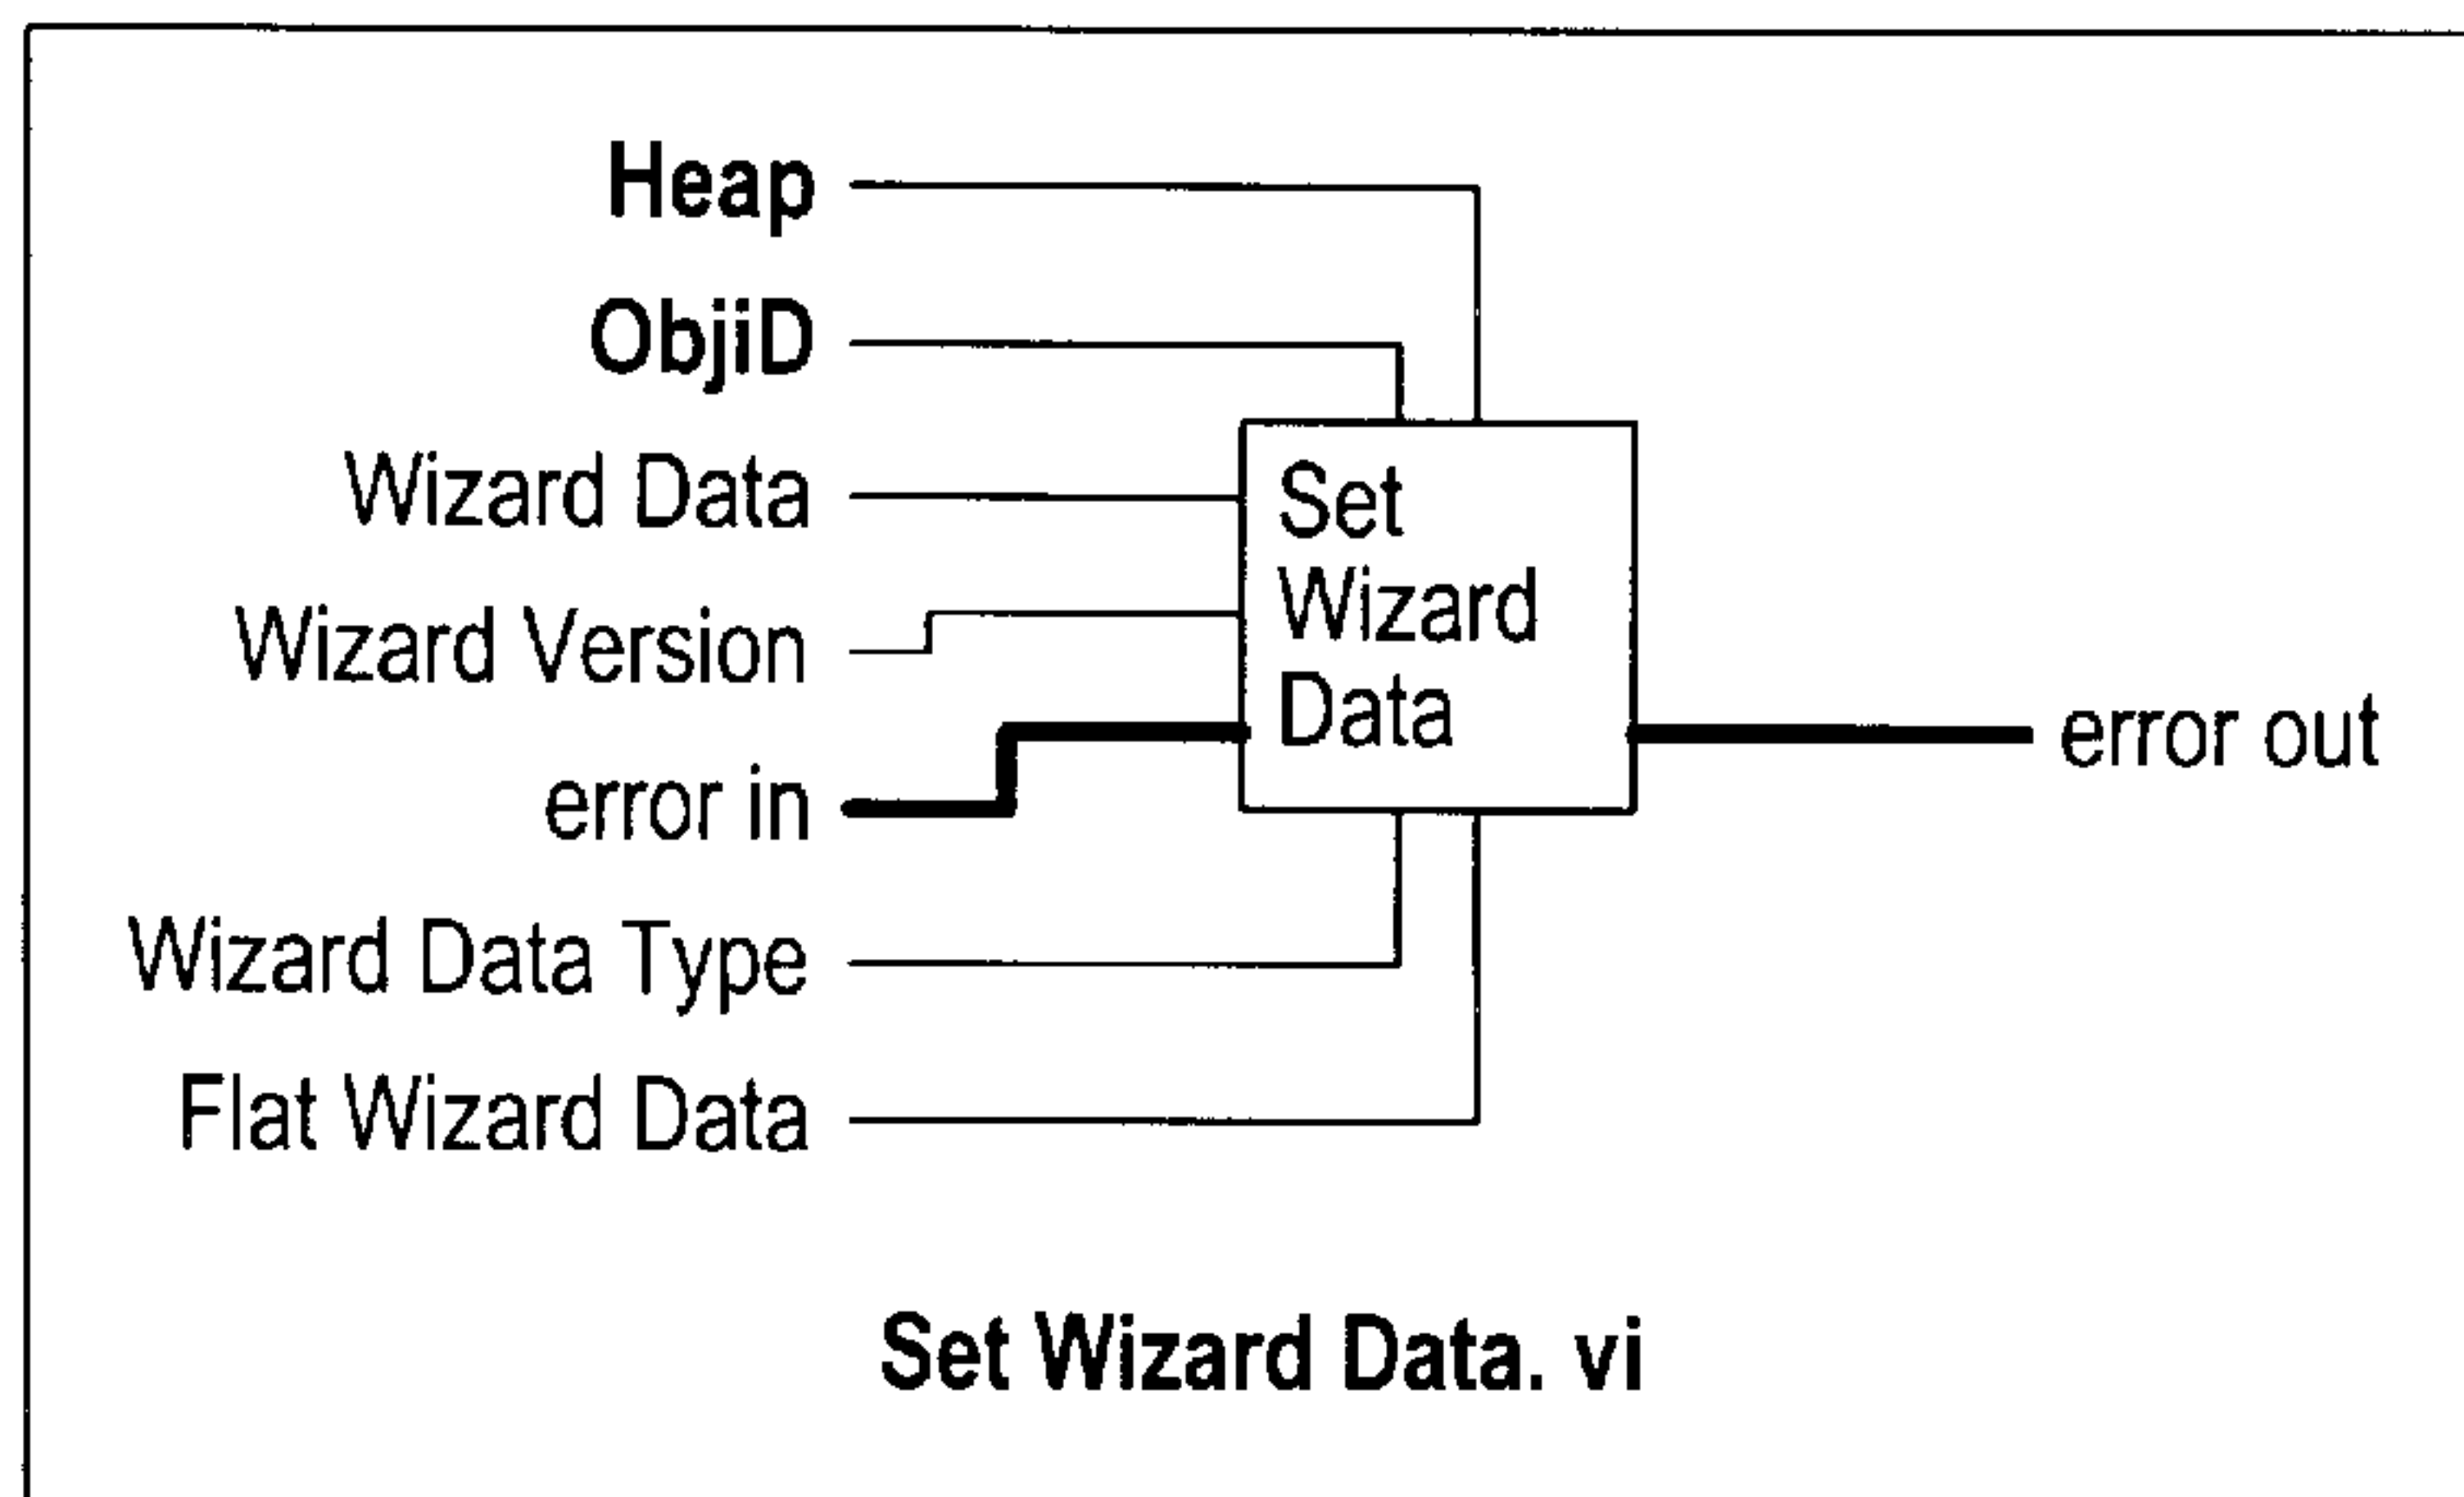 Heap
ObjiD
Wizard Data
Wizard Version
error in
Wizard Data Type
Flat Wizard Data
Set
Wizard
Data
error out
Set Wizard Data. vi